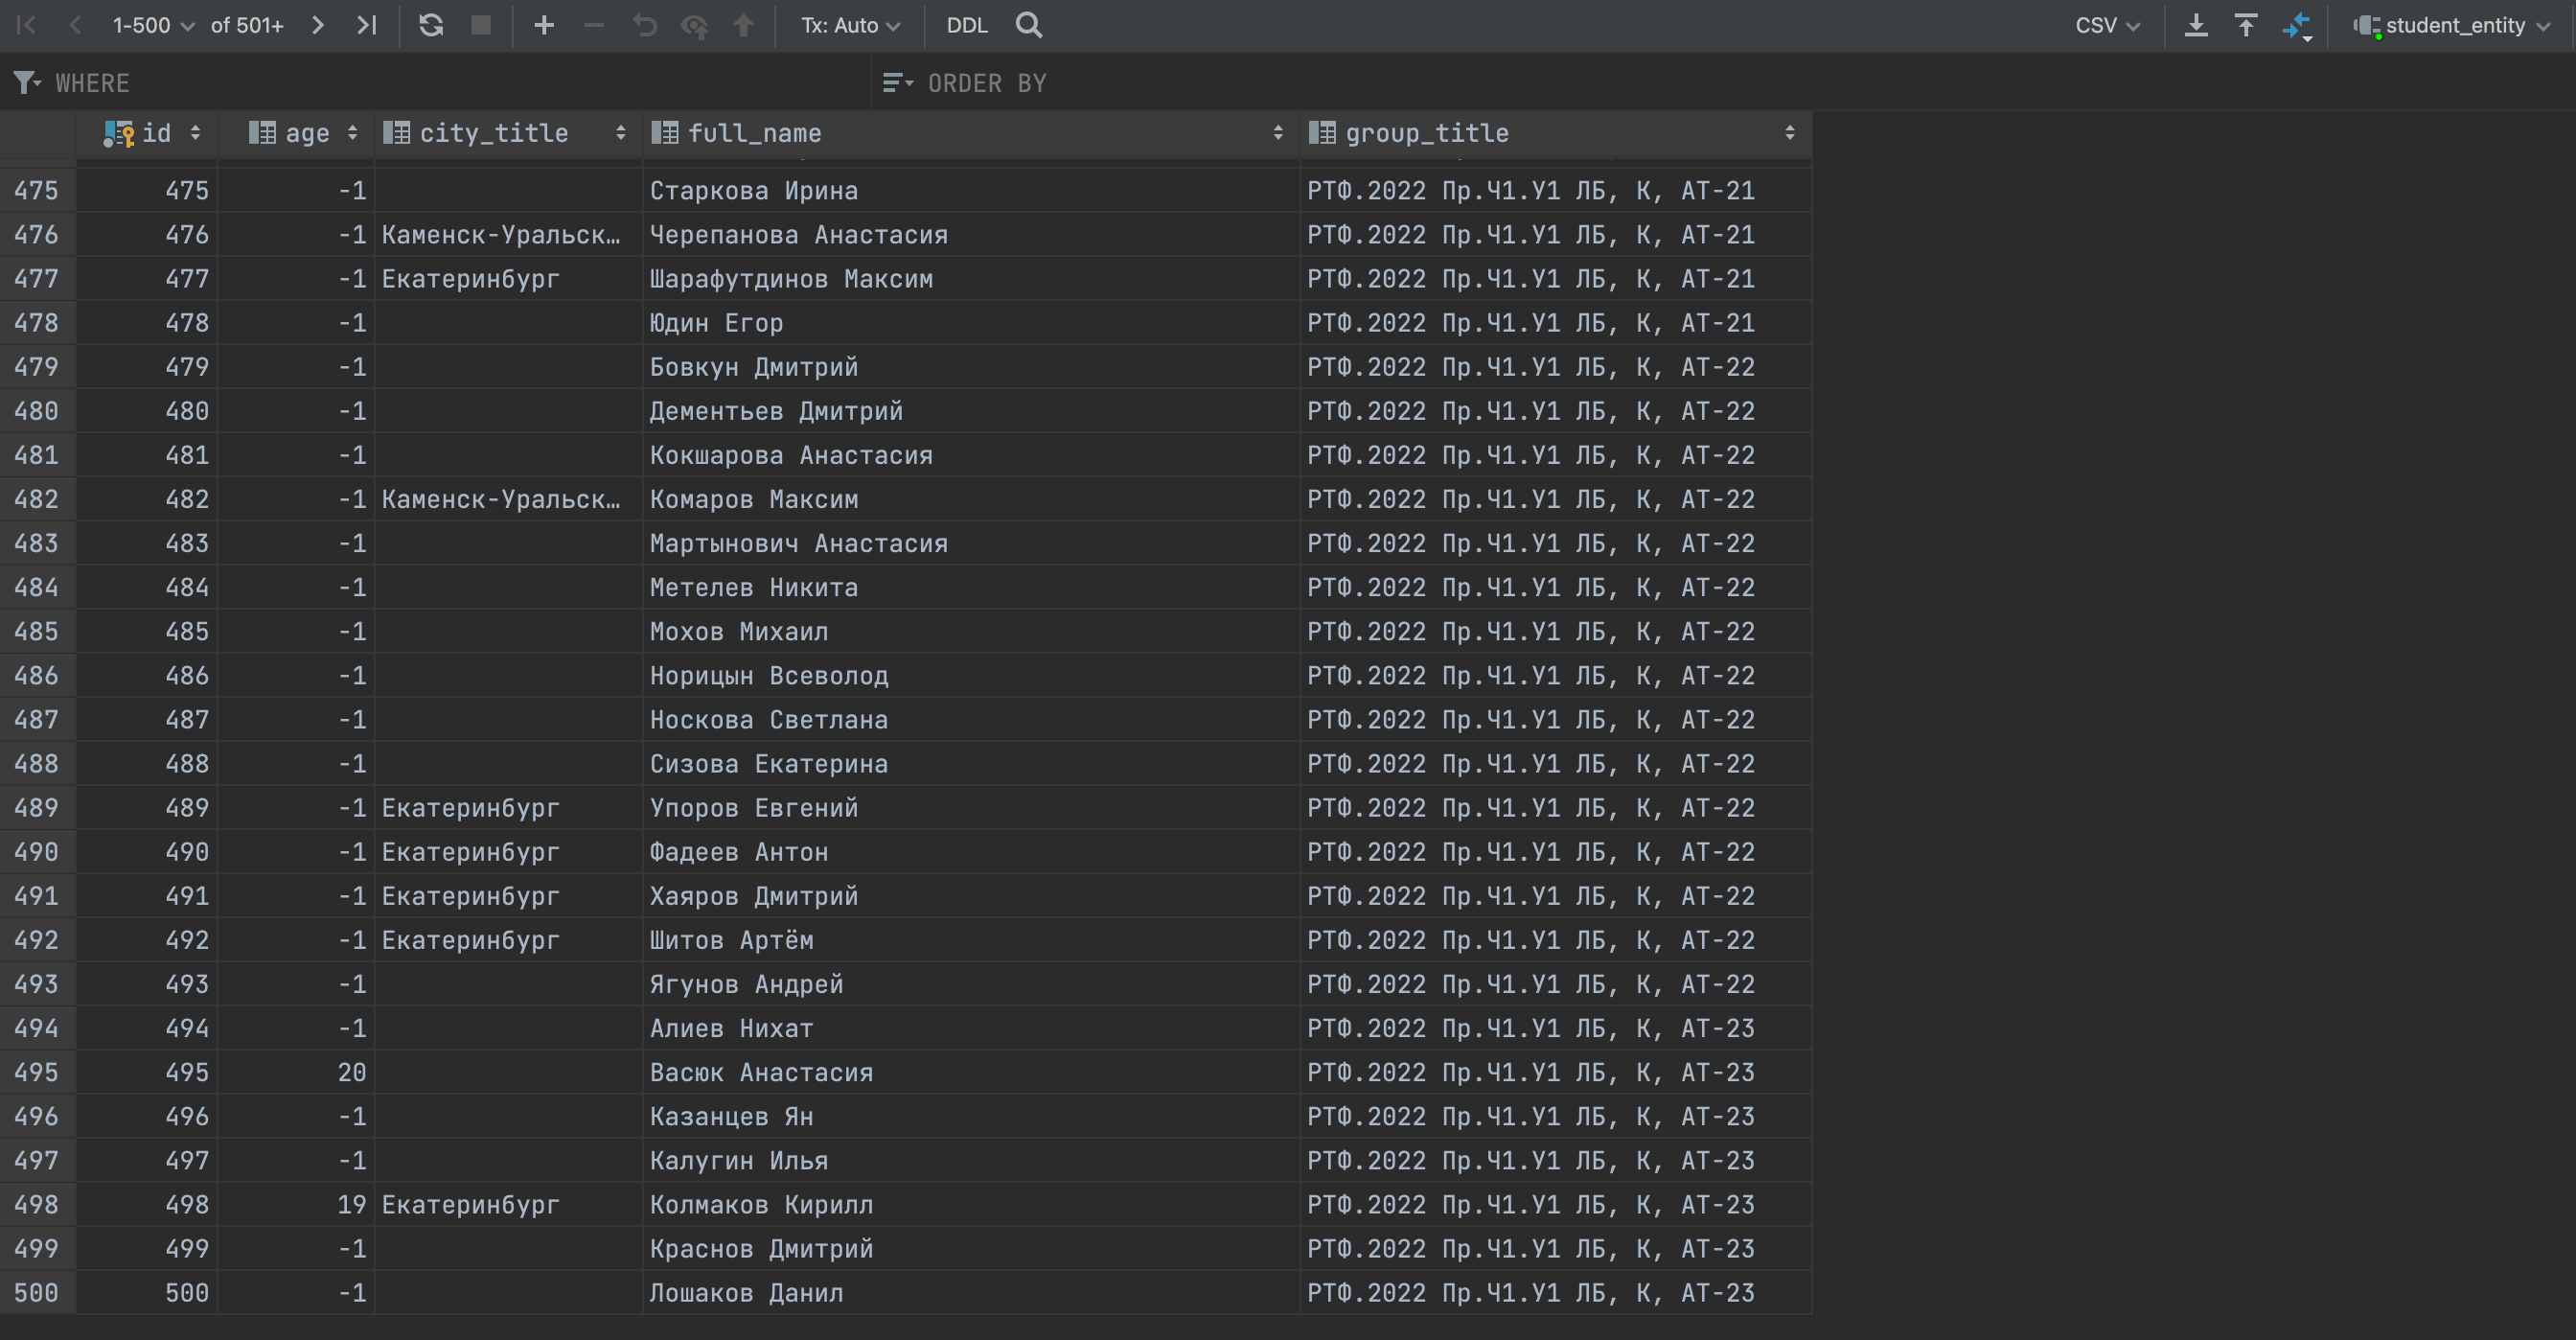 1-500 of 501+ Tx: Auto DDL CSV student_entity
WHERE ORDER BY
id age city_title full_name group_title
475 475 -1 Старкова Ирина РТФ.2022 Пр.Ч1.У1 ЛБ, К, АТ-21
476 476 -1 Каменск-Уральск… Черепанова Анастасия РТФ.2022 Пр.Ч1.У1 ЛБ, К, АТ-21
477 477 -1 Екатеринбург Шарафутдинов Максим РТФ.2022 Пр.Ч1.У1 ЛБ, К, АТ-21
478 478 -1 Юдин Егор РТФ.2022 Пр.Ч1.У1 ЛБ, К, АТ-21
479 479 -1 Бовкун Дмитрий РТФ.2022 Пр.Ч1.У1 ЛБ, К, АТ-22
480 480 -1 Дементьев Дмитрий РТФ.2022 Пр.Ч1.У1 ЛБ, К, АТ-22
481 481 -1 Кокшарова Анастасия РТФ.2022 Пр.Ч1.У1 ЛБ, К, АТ-22
482 482 -1 Каменск-Уральск… Комаров Максим РТФ.2022 Пр.Ч1.У1 ЛБ, К, АТ-22
483 483 -1 Мартынович Анастасия РТФ.2022 Пр.Ч1.У1 ЛБ, К, АТ-22
484 484 -1 Метелев Никита РТФ.2022 Пр.Ч1.У1 ЛБ, К, АТ-22
485 485 -1 Мохов Михаил РТФ.2022 Пр.Ч1.У1 ЛБ, К, АТ-22
486 486 -1 Норицын Всеволод РТФ.2022 Пр.Ч1.У1 ЛБ, К, АТ-22
487 487 -1 Носкова Светлана РТФ.2022 Пр.Ч1.У1 ЛБ, К, АТ-22
488 488 -1 Сизова Екатерина РТФ.2022 Пр.Ч1.У1 ЛБ, К, АТ-22
489 489 -1 Екатеринбург Упоров Евгений РТФ.2022 Пр.Ч1.У1 ЛБ, К, АТ-22
490 490 -1 Екатеринбург Фадеев Антон РТФ.2022 Пр.Ч1.У1 ЛБ, К, АТ-22
491 491 -1 Екатеринбург Хаяров Дмитрий РТФ.2022 Пр.Ч1.У1 ЛБ, К, АТ-22
492 492 -1 Екатеринбург Шитов Артём РТФ.2022 Пр.Ч1.У1 ЛБ, К, АТ-22
493 493 -1 Ягунов Андрей РТФ.2022 Пр.Ч1.У1 ЛБ, К, АТ-22
494 494 -1 Алиев Нихат РТФ.2022 Пр.Ч1.У1 ЛБ, К, АТ-23
495 495 20 Васюк Анастасия РТФ.2022 Пр.Ч1.У1 ЛБ, К, АТ-23
496 496 -1 Казанцев Ян РТФ.2022 Пр.Ч1.У1 ЛБ, К, АТ-23
497 497 -1 Калугин Илья РТФ.2022 Пр.Ч1.У1 ЛБ, К, АТ-23
498 498 19 Екатеринбург Колмаков Кирилл РТФ.2022 Пр.Ч1.У1 ЛБ, К, АТ-23
499 499 -1 Краснов Дмитрий РТФ.2022 Пр.Ч1.У1 ЛБ, К, АТ-23
500 500 -1 Лошаков Данил РТФ.2022 Пр.Ч1.У1 ЛБ, К, АТ-23